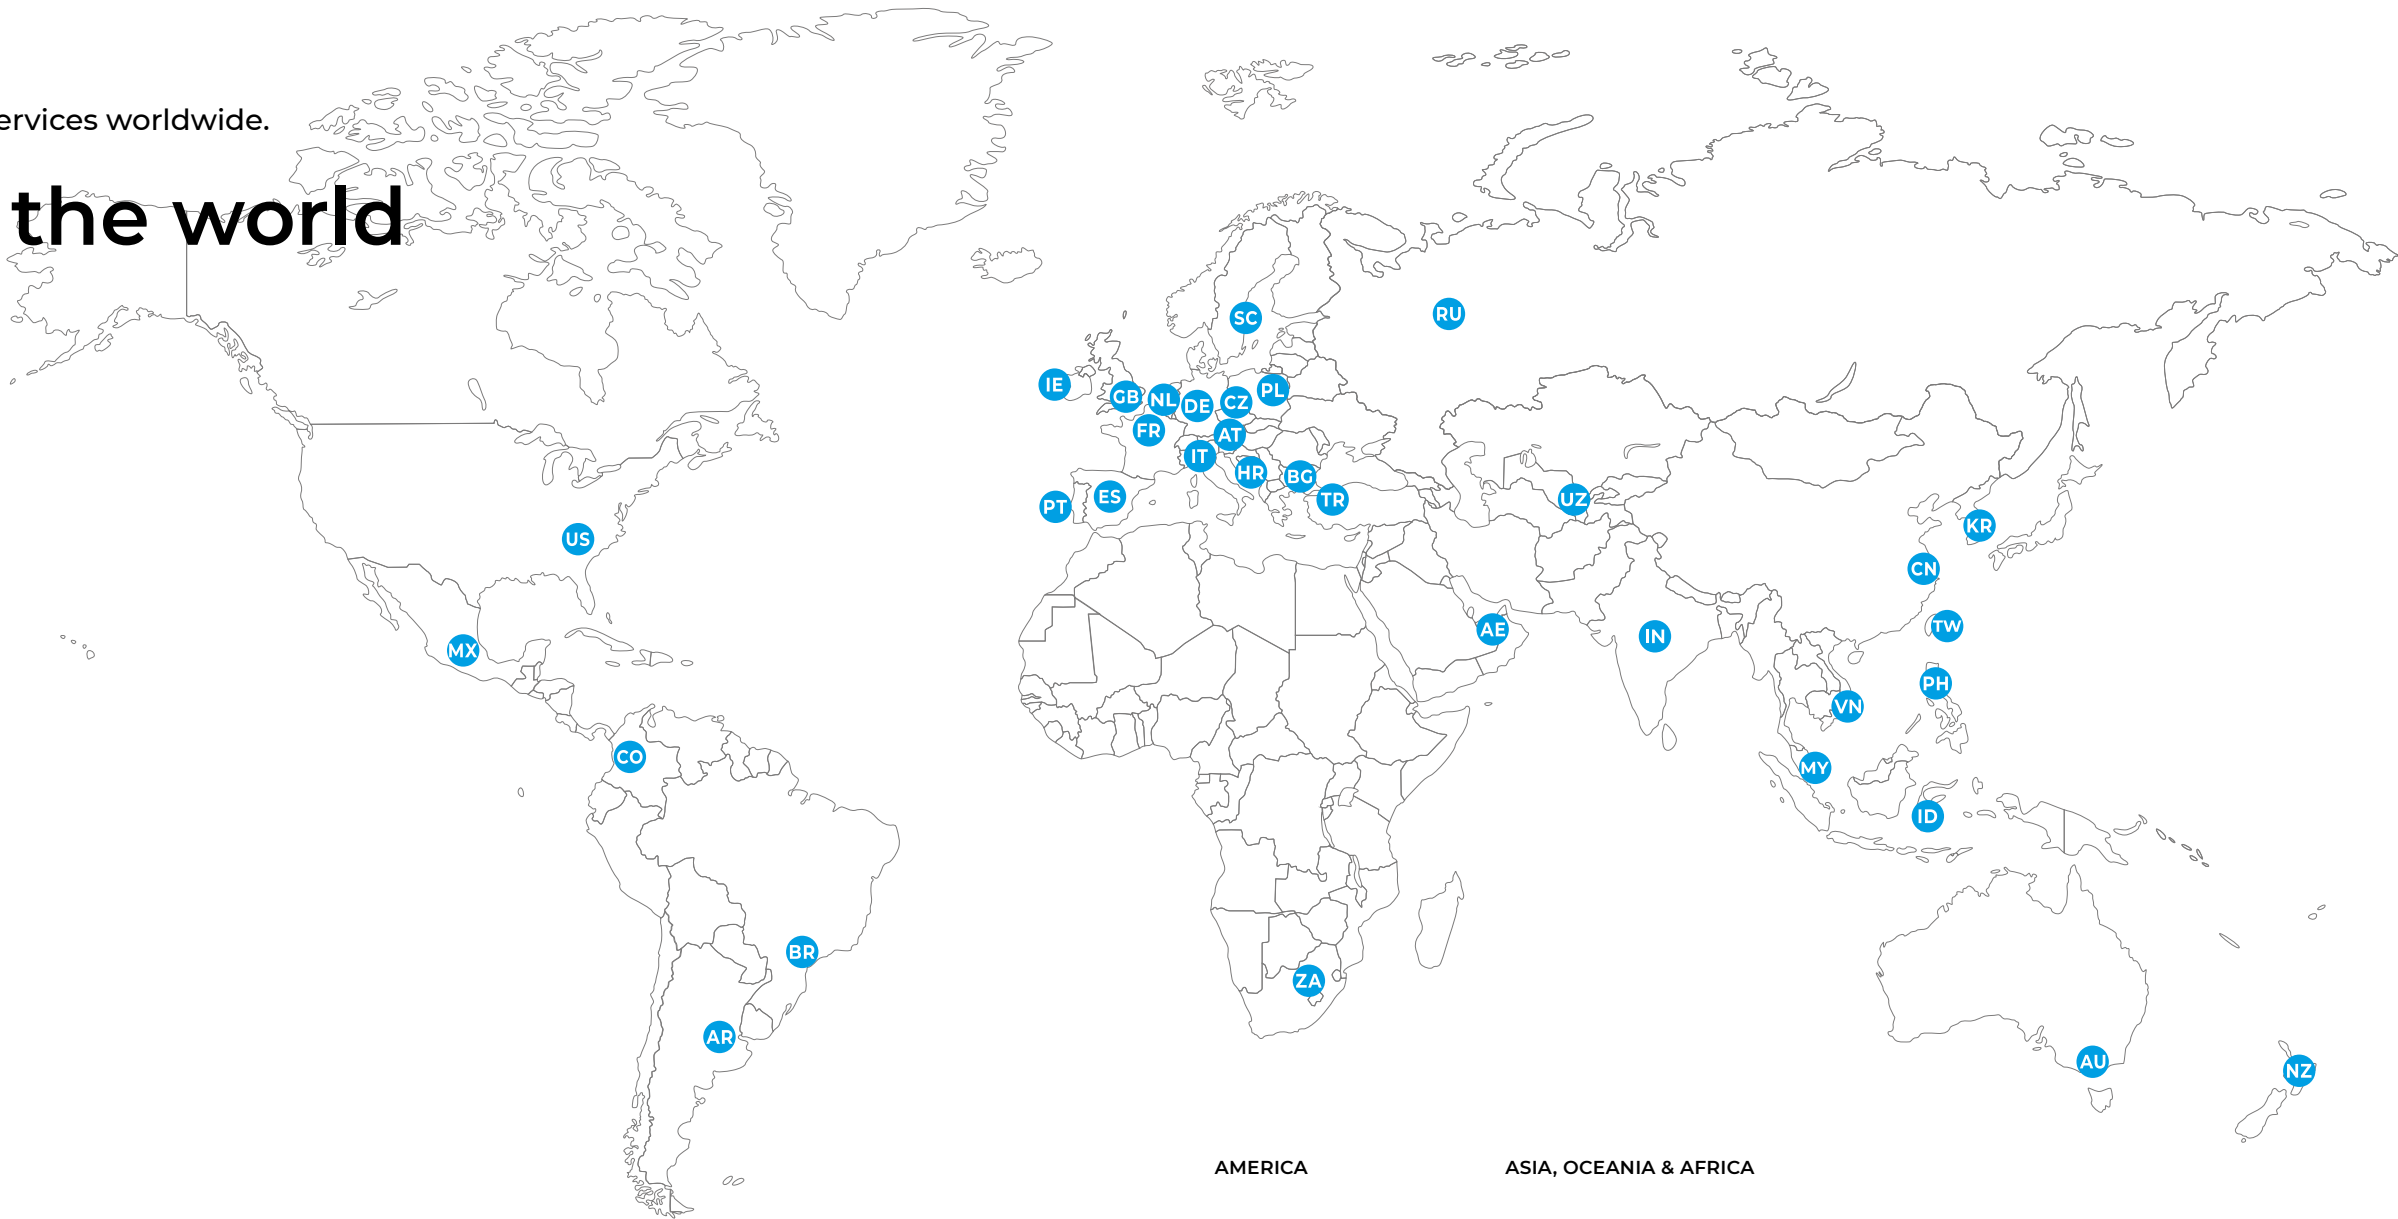 ervices worldwide.
the world
SC
RU
IE
GB
NL
DE
CZ
PL
FR
AT
IT
HR
BG
PT
ES
TR
UZ
KR
US
CN
MX
AE
IN
TW
PH
VN
CO
MY
ID
BR
ZA
AR
AU
NZ
AMERICA
ASIA, OCEANIA & AFRICA